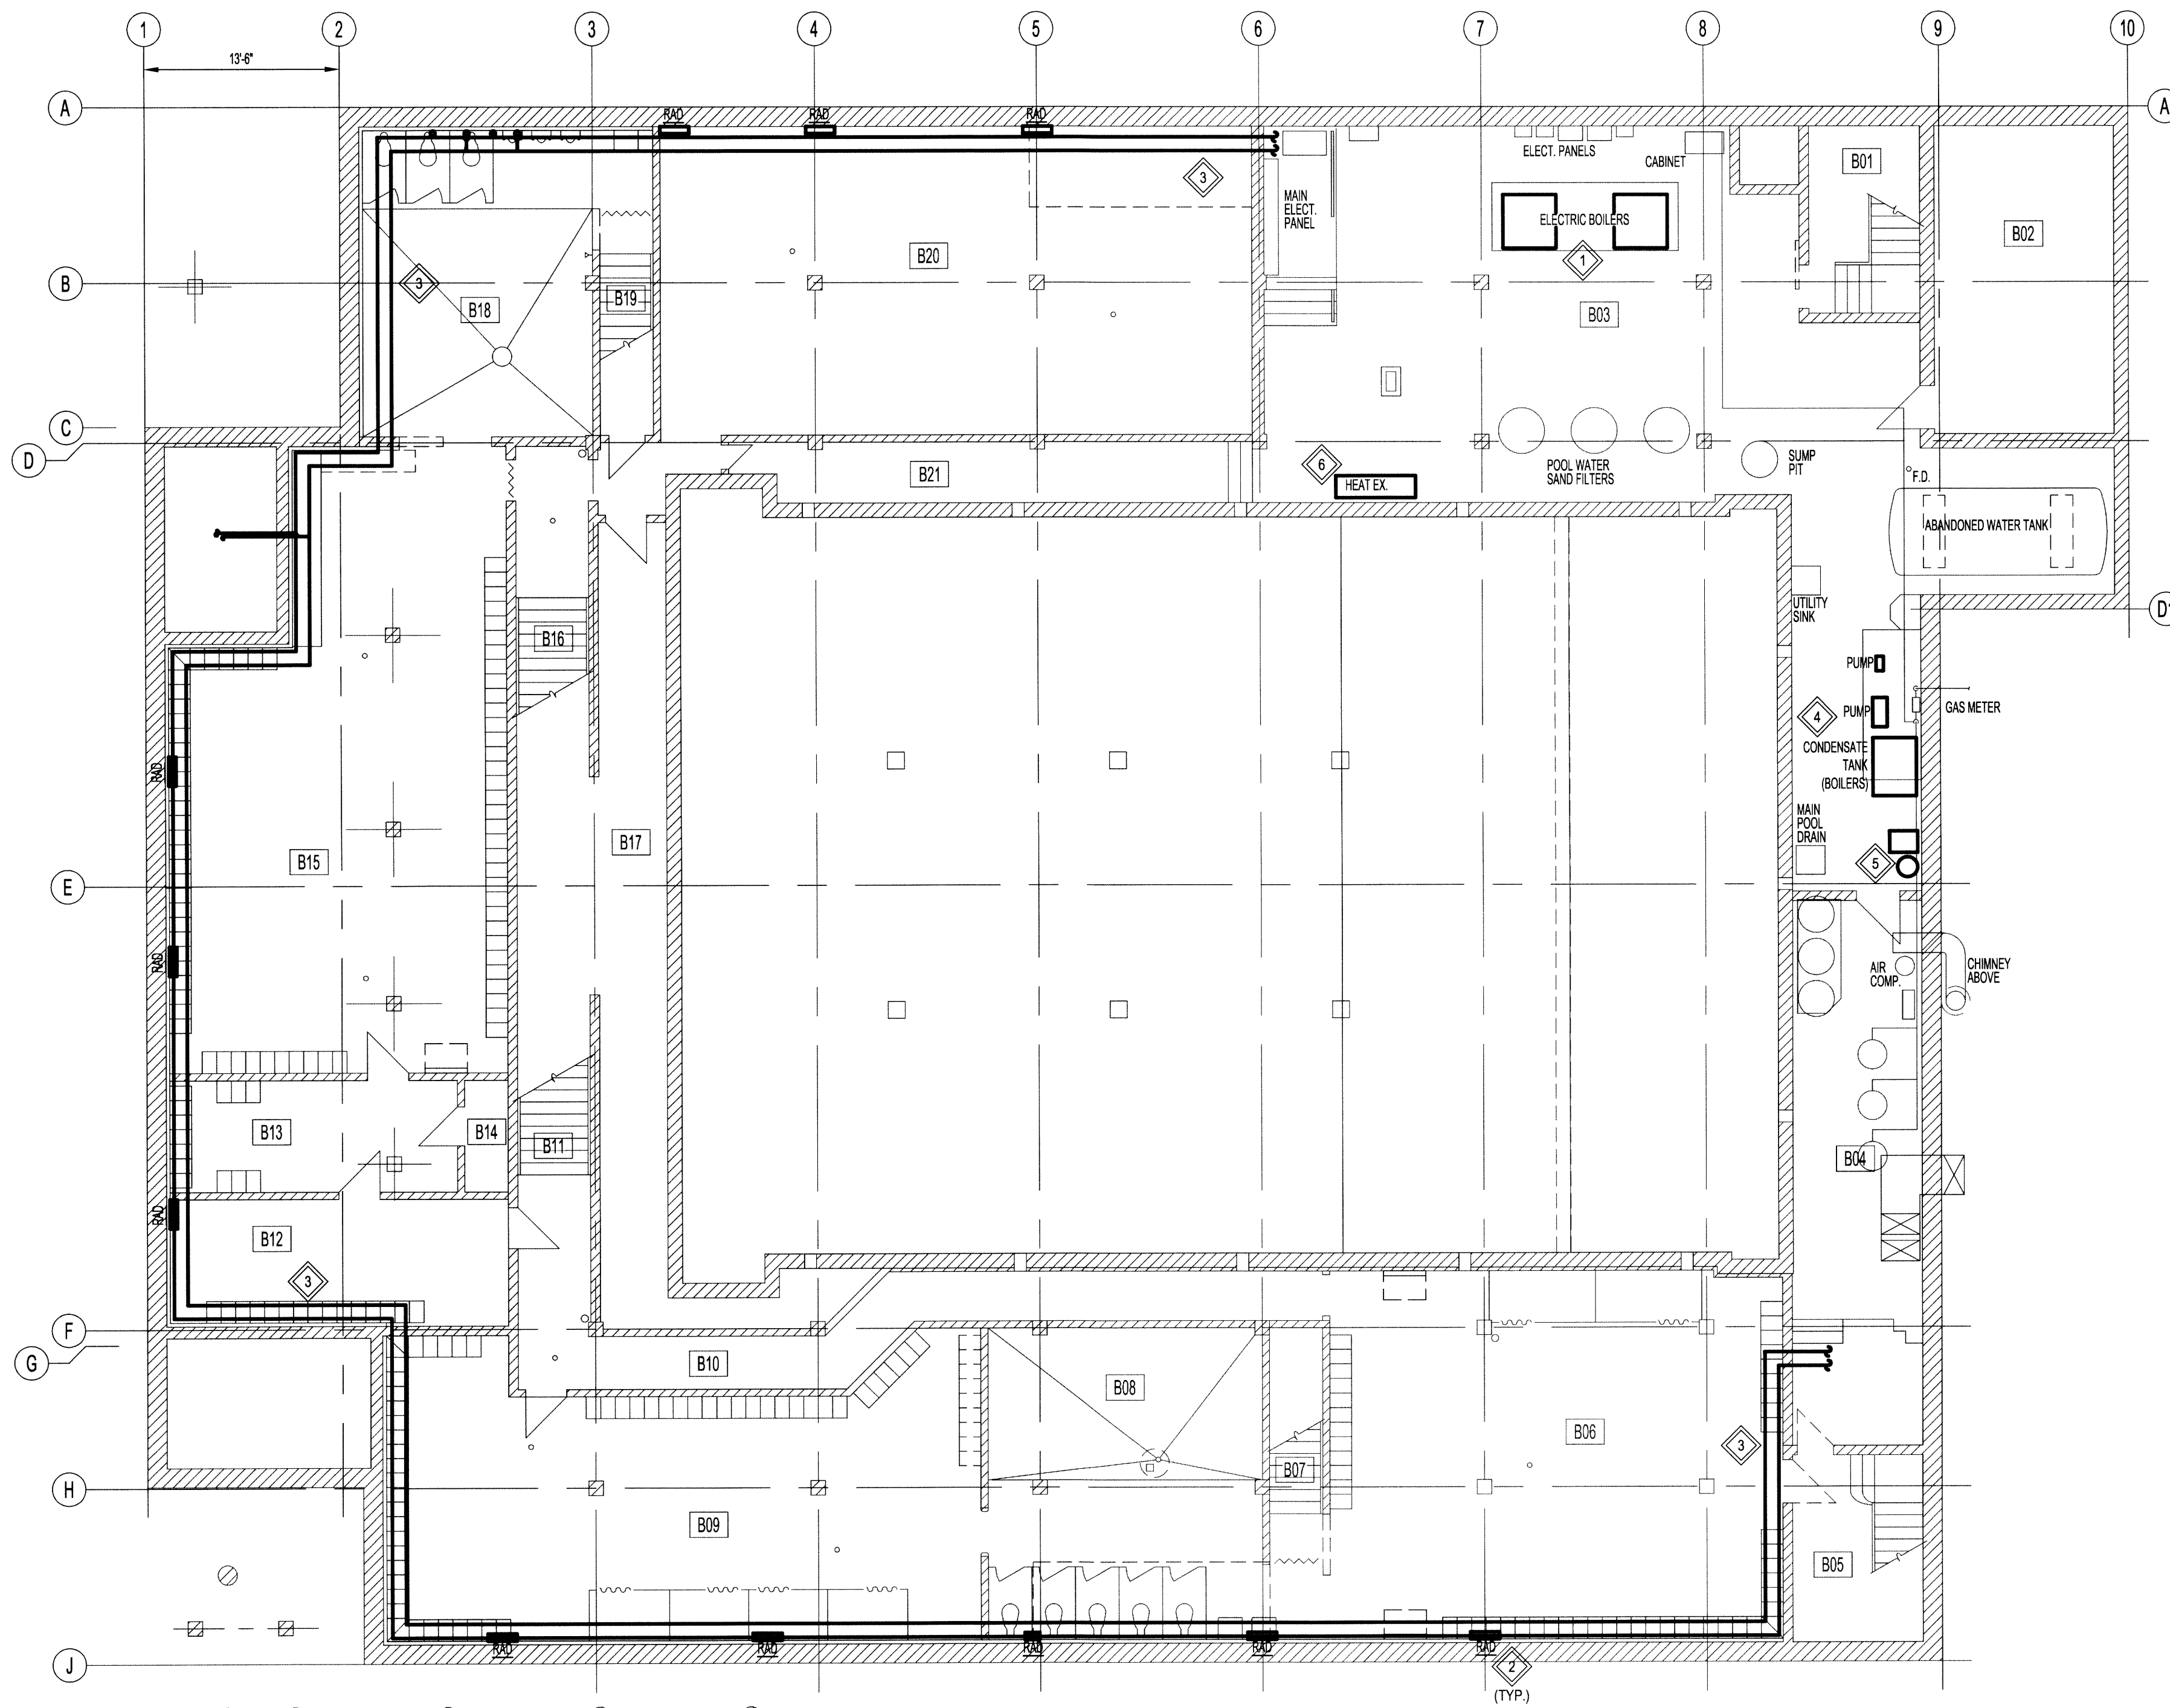 1
2
3
4
5
6
7
8
9
10
13'-6"
A
A
RAD
RAD
RAD
ELECT. PANELS
CABINET
B01
3
MAIN
ELECT.
PANEL
ELECTRIC BOILERS
B02
B20
1
B
3
B18
B19
B03
C
D
B21
6
HEAT EX.
POOL WATER
SAND FILTERS
SUMP
PIT
F.D.
ABANDONED WATER TANK
UTILITY
SINK
B16
PUMP
4
PUMP
GAS METER
CONDENSATE
TANK
(BOILERS)
RAD
MAIN
POOL
DRAIN
B17
B15
5
E
RAD
AIR
COMP.
CHIMNEY
ABOVE
B13
B14
B11
B04
RAD
B12
3
F
G
B10
B08
B06
3
B07
H
B09
B05
RAD
RAD
RAD
RAD
RAD
J
2
(TYP.)